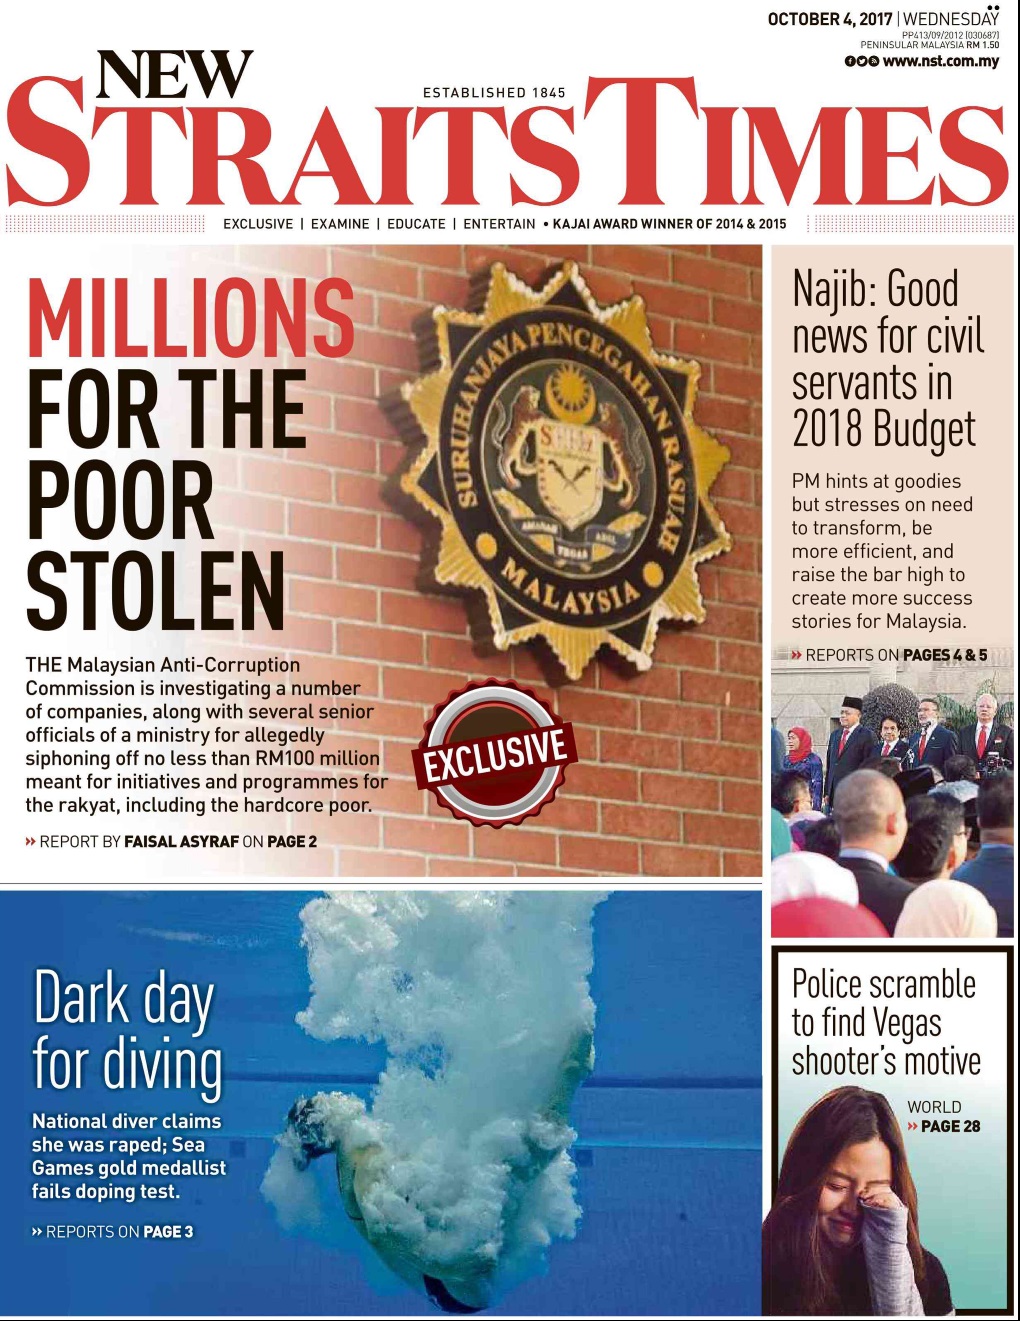 OCTOBER 4, 2017 | WEDNESDAY
PP413/09/2012 (030687)
PENINSULAR MALAYSIA RM 1.50
www.nst.com.my
NEW
STRAITS TIMES
ESTABLISHED 1845
EXCLUSIVE | EXAMINE | EDUCATE | ENTERTAIN • KAJAI AWARD WINNER OF 2014 & 2015
MILLIONS
FOR THE
POOR
STOLEN
THE Malaysian Anti-Corruption
Commission is investigating a number
of companies, along with several senior
officials of a ministry for allegedly
siphoning off no less than RM100 million
meant for initiatives and programmes for
the rakyat, including the hardcore poor.
» REPORT BY FAISAL ASYRAF ON PAGE 2
SURUHANJAYA PENCEGAHAN RASUAH
SPRM
AMANAH
TEGAS
ADIL
• MALAYSIA •
EXCLUSIVE
Najib: Good
news for civil
servants in
2018 Budget
PM hints at goodies
but stresses on need
to transform, be
more efficient, and
raise the bar high to
create more success
stories for Malaysia.
» REPORTS ON PAGES 4 & 5
Dark day
for diving
National diver claims
she was raped; Sea
Games gold medallist
fails doping test.
» REPORTS ON PAGE 3
Police scramble
to find Vegas
shooter's motive
WORLD
» PAGE 28